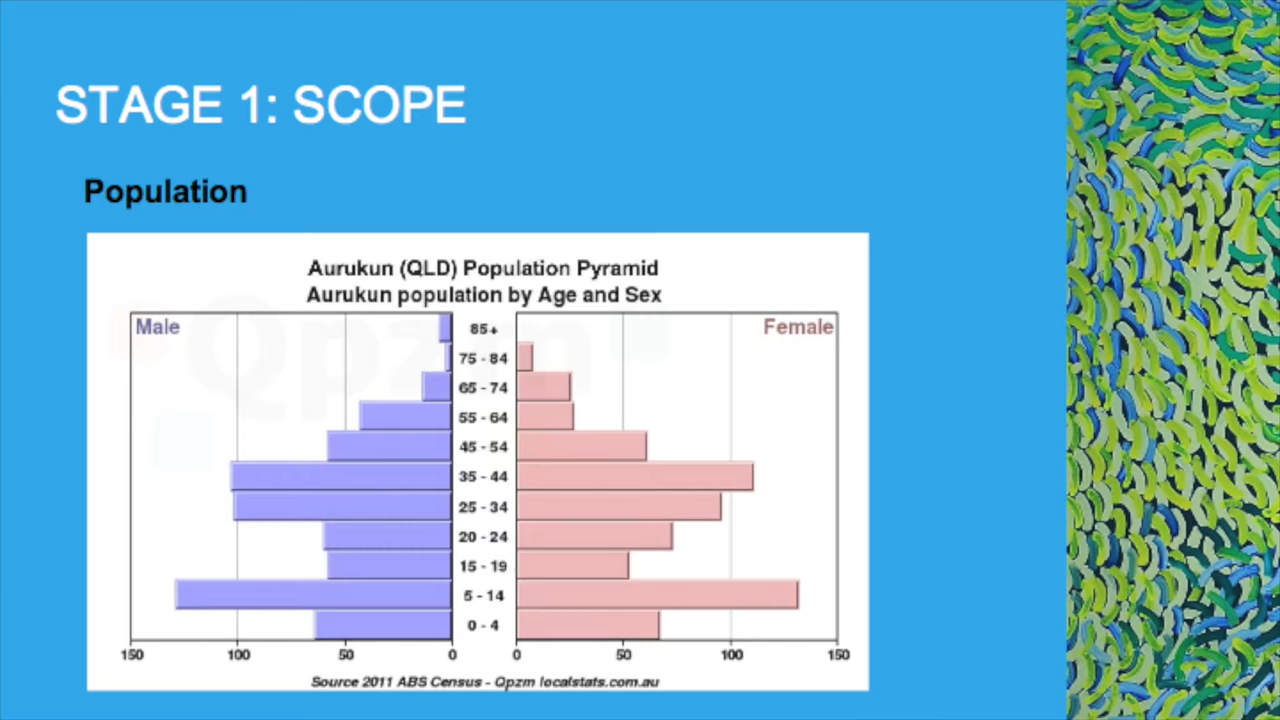 STAGE 1: SCOPE
Population
Aurukun (QLD) Population Pyramid
Aurukun population by Age and Sex
Male 85+ Female
75 - 84
65 - 74
55 - 64
45 - 54
35 - 44
25 - 34
20 - 24
15 - 19
5 - 14
0 - 4
150 100 50 0 0 50 100 150
Source 2011 ABS Census - Qpzm localstats.com.au
Qpzm